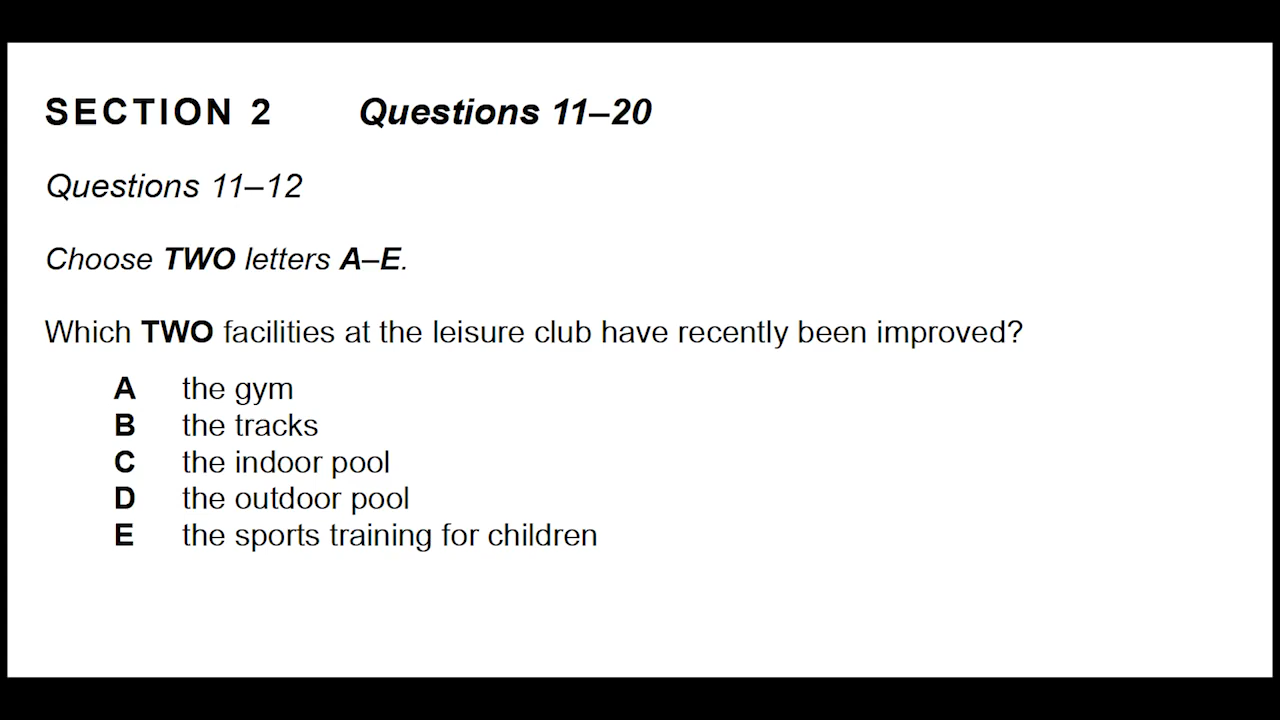 SECTION 2 Questions 11–20
Questions 11–12
Choose TWO letters A–E.
Which TWO facilities at the leisure club have recently been improved?
A the gym
B the tracks
C the indoor pool
D the outdoor pool
E the sports training for children